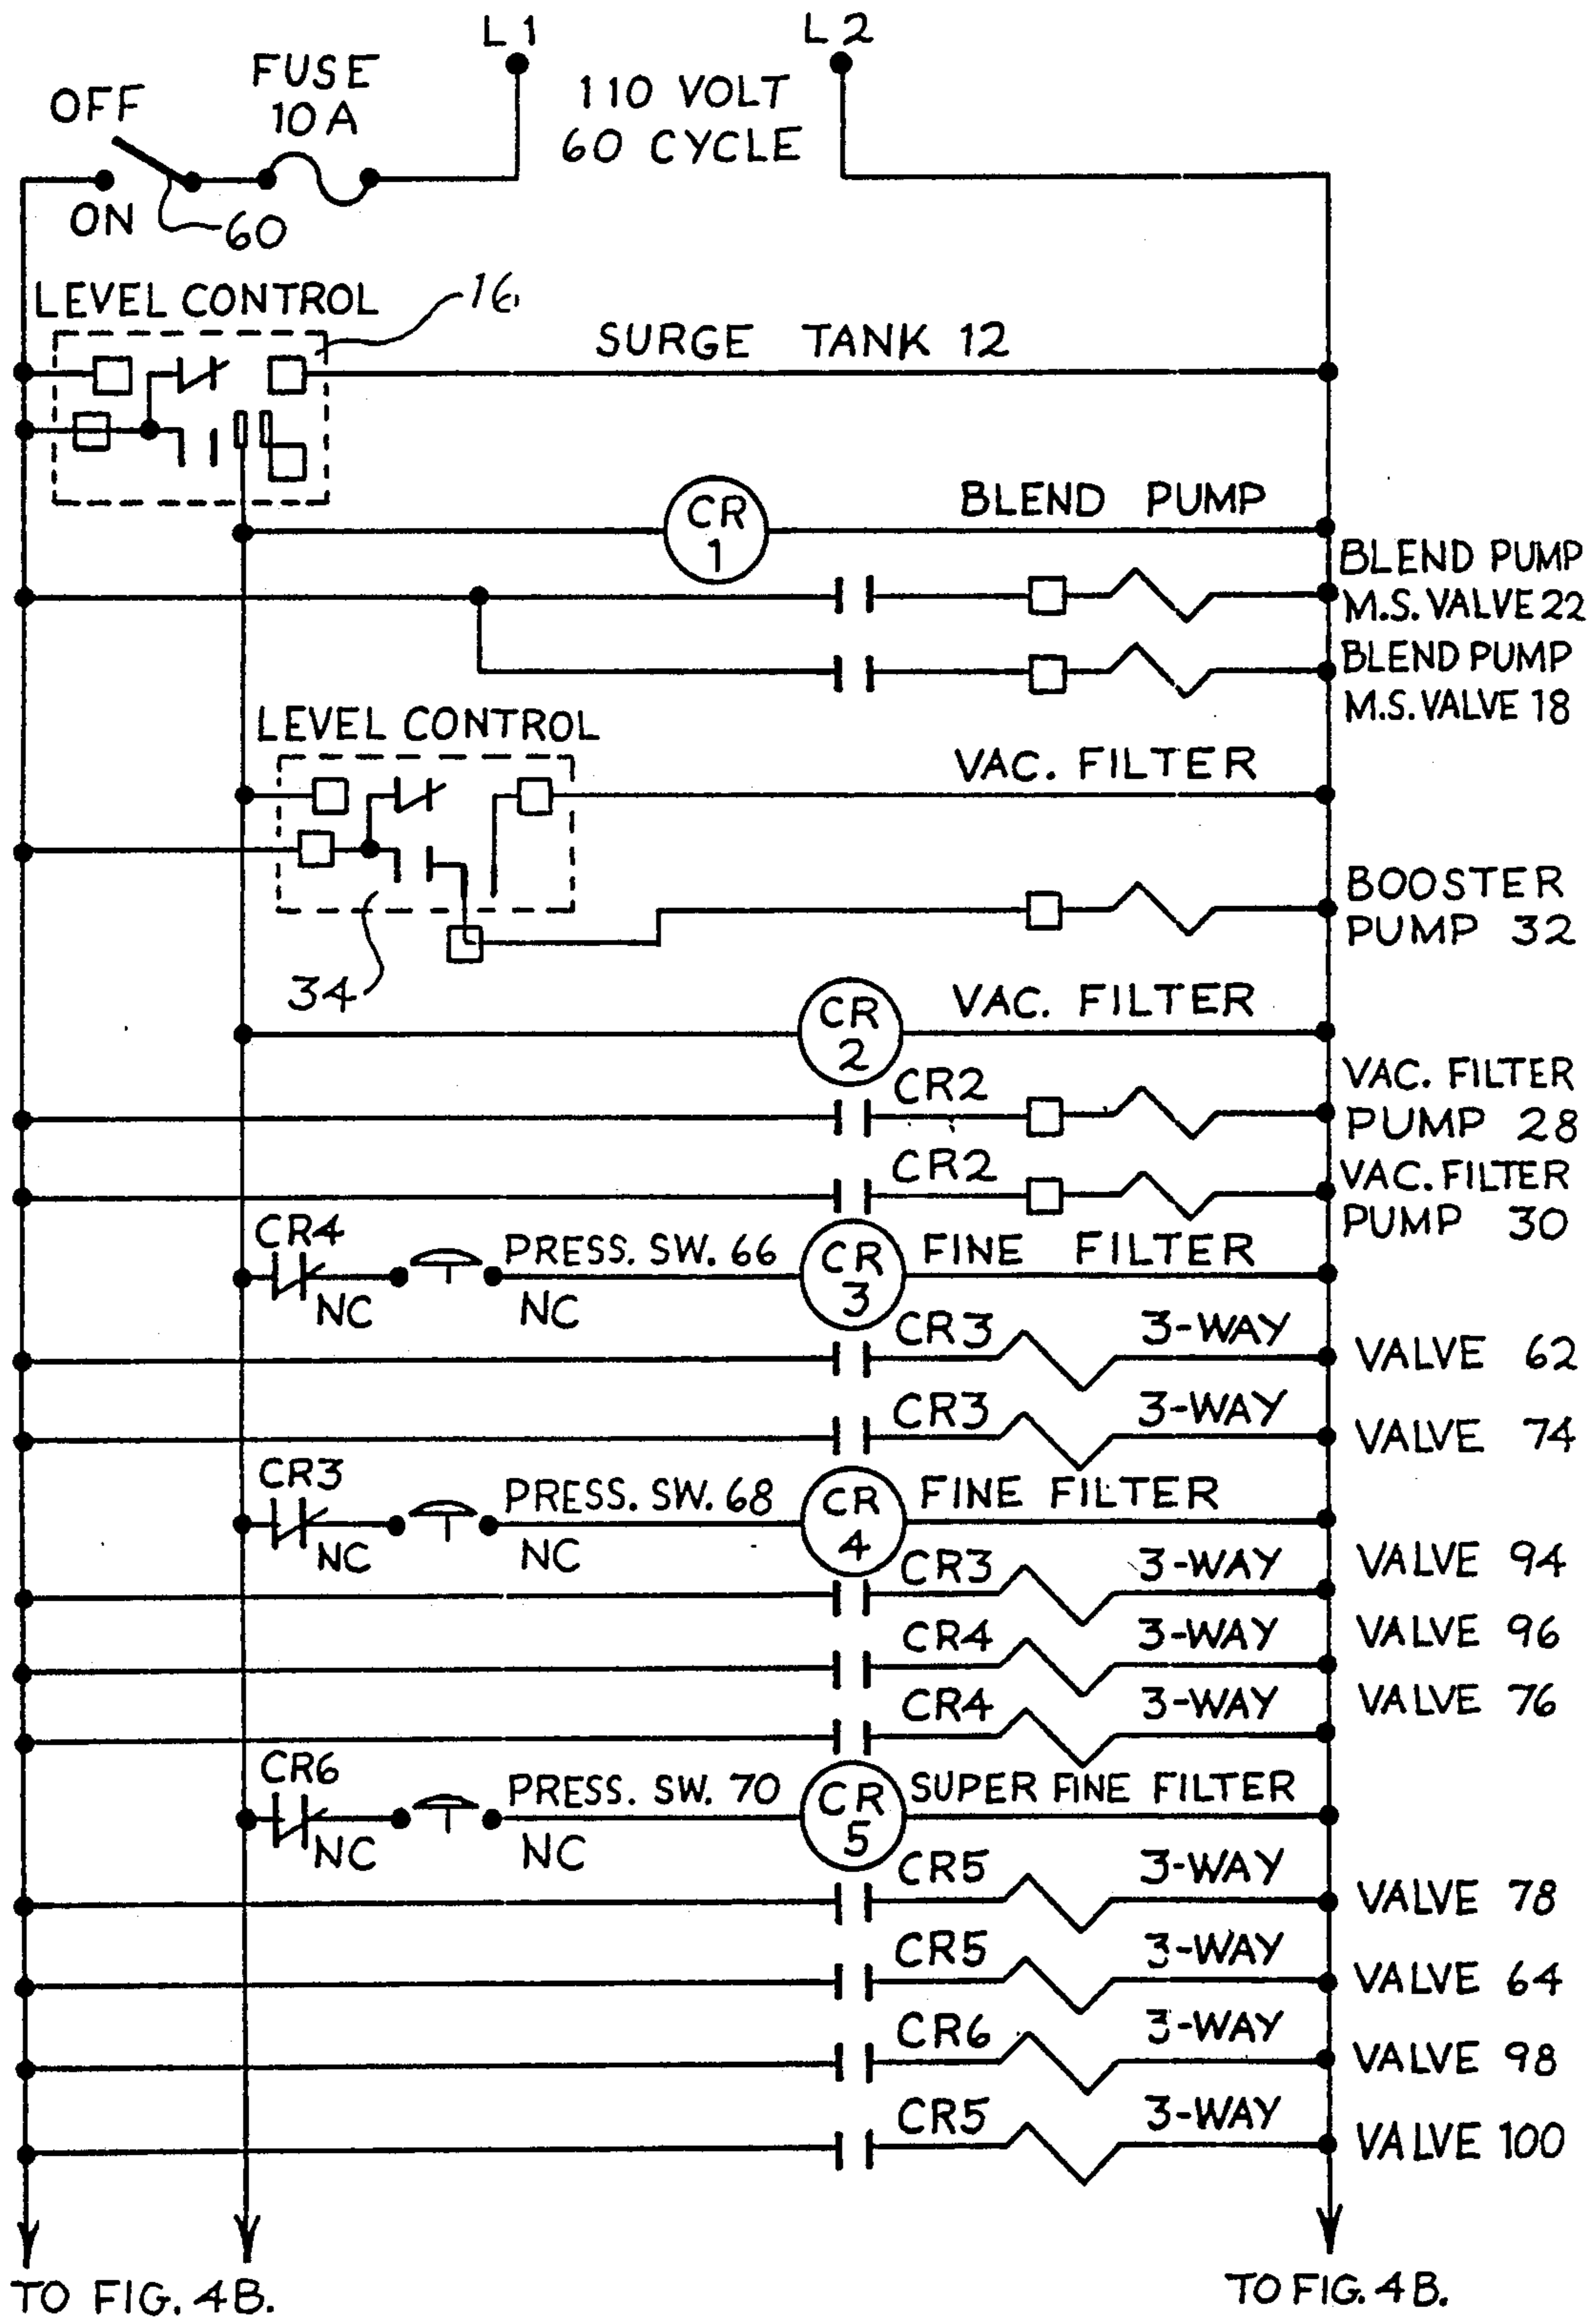 L1
L2
FUSE
10A
110 VOLT
60 CYCLE
OFF
ON
60
LEVEL CONTROL
16
SURGE TANK 12
CR
1
BLEND PUMP
BLEND PUMP
M.S. VALVE 22
BLEND PUMP
M.S. VALVE 18
LEVEL CONTROL
VAC. FILTER
34
BOOSTER
PUMP 32
CR
2
VAC. FILTER
CR2
VAC. FILTER
PUMP 28
CR2
VAC. FILTER
PUMP 30
CR4
NC
PRESS. SW. 66
NC
CR
3
FINE FILTER
CR3
3-WAY
VALVE 62
CR3
3-WAY
VALVE 74
CR3
NC
PRESS. SW. 68
NC
CR
4
FINE FILTER
CR3
3-WAY
VALVE 94
CR4
3-WAY
VALVE 96
CR4
3-WAY
VALVE 76
CR6
NC
PRESS. SW. 70
NC
CR
5
SUPER FINE FILTER
CR5
3-WAY
VALVE 78
CR5
3-WAY
VALVE 64
CR6
3-WAY
VALVE 98
CR5
3-WAY
VALVE 100
TO FIG. 4B.
TO FIG. 4B.